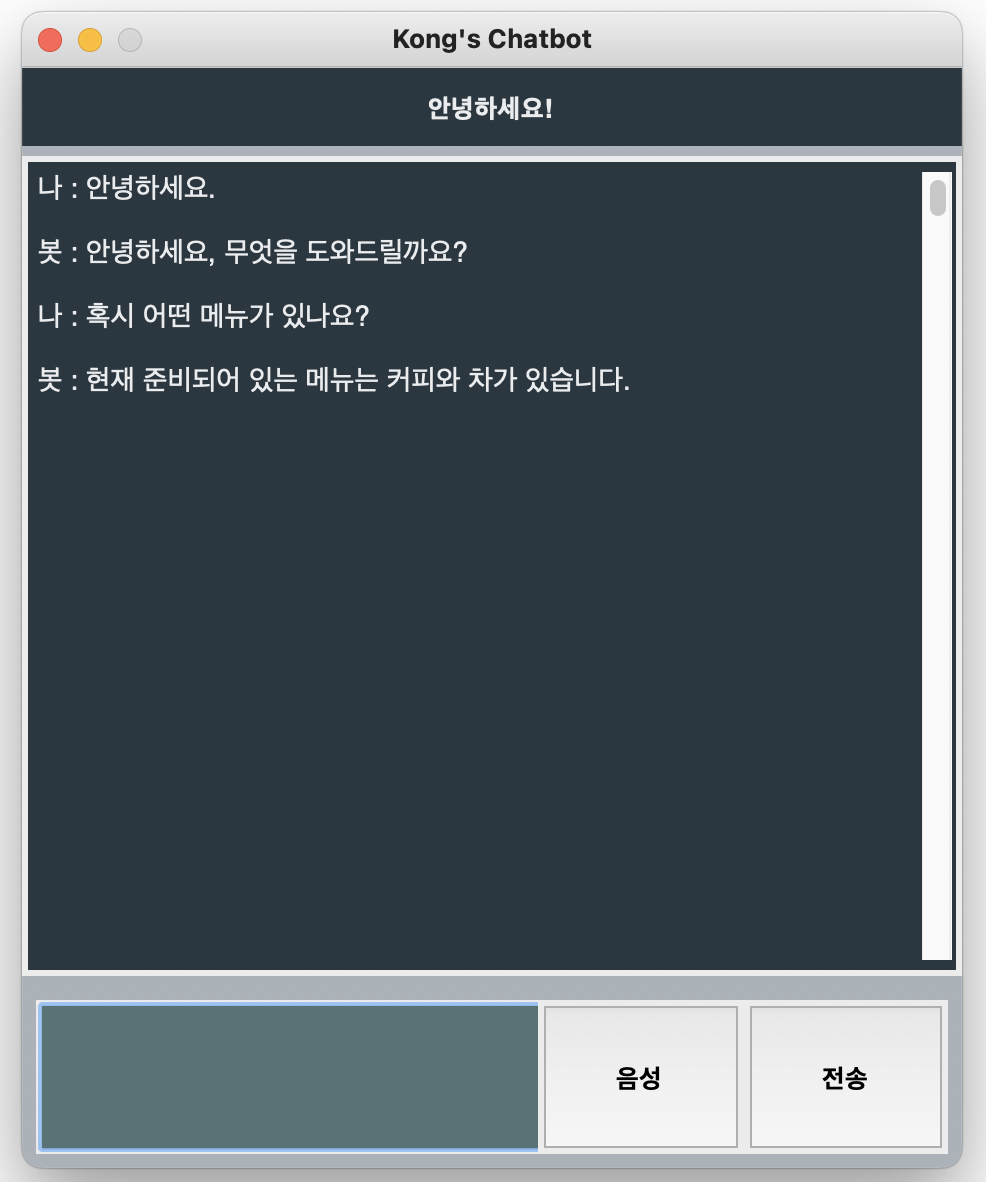 Kong's Chatbot
안녕하세요!
나 : 안녕하세요.
봇 : 안녕하세요, 무엇을 도와드릴까요?
나 : 혹시 어떤 메뉴가 있나요?
봇 : 현재 준비되어 있는 메뉴는 커피와 차가 있습니다.
음성
전송